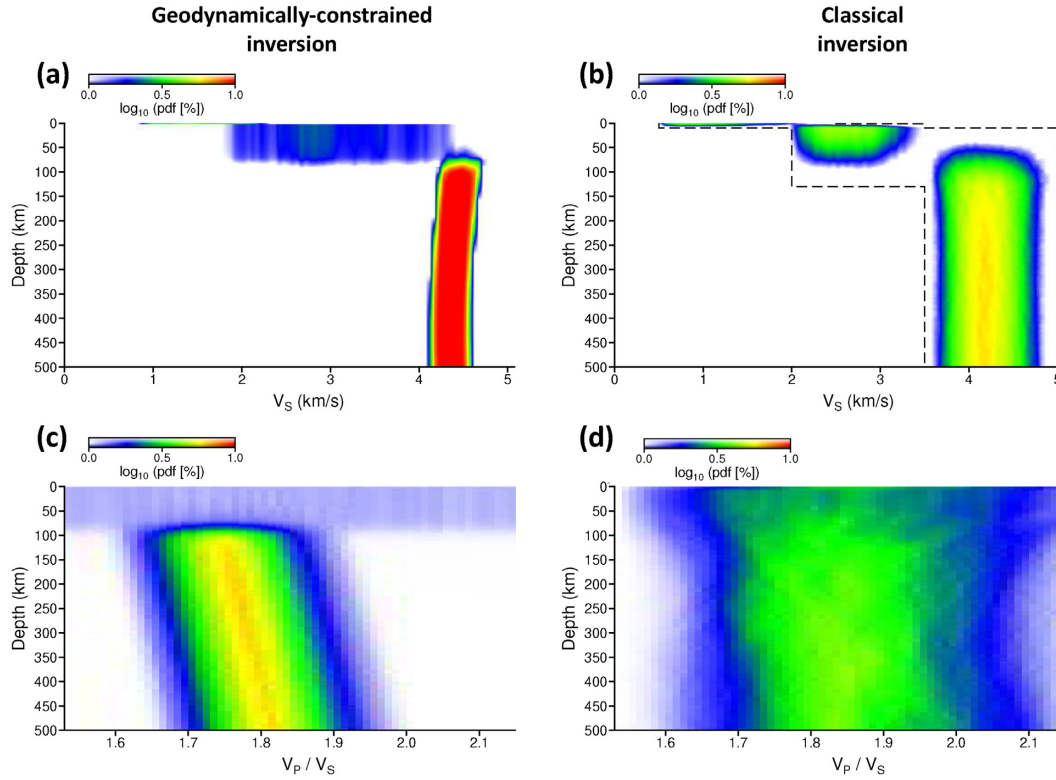 Geodynamically-constrained
inversion
Classical
inversion
(a)
0.0 0.5 1.0
log10 (pdf [%])
0
50
100
150
200
250
300
350
400
450
500
Depth (km)
0 1 2 3 4 5
VS (km/s)
(b)
0.0 0.5 1.0
log10 (pdf [%])
0
50
100
150
200
250
300
350
400
450
500
Depth (km)
0 1 2 3 4 5
VS (km/s)
(c)
0.0 0.5 1.0
log10 (pdf [%])
0
50
100
150
200
250
300
350
400
450
500
Depth (km)
1.6 1.7 1.8 1.9 2.0 2.1
VP / VS
(d)
0.0 0.5 1.0
log10 (pdf [%])
0
50
100
150
200
250
300
350
400
450
500
Depth (km)
1.6 1.7 1.8 1.9 2.0 2.1
VP / VS